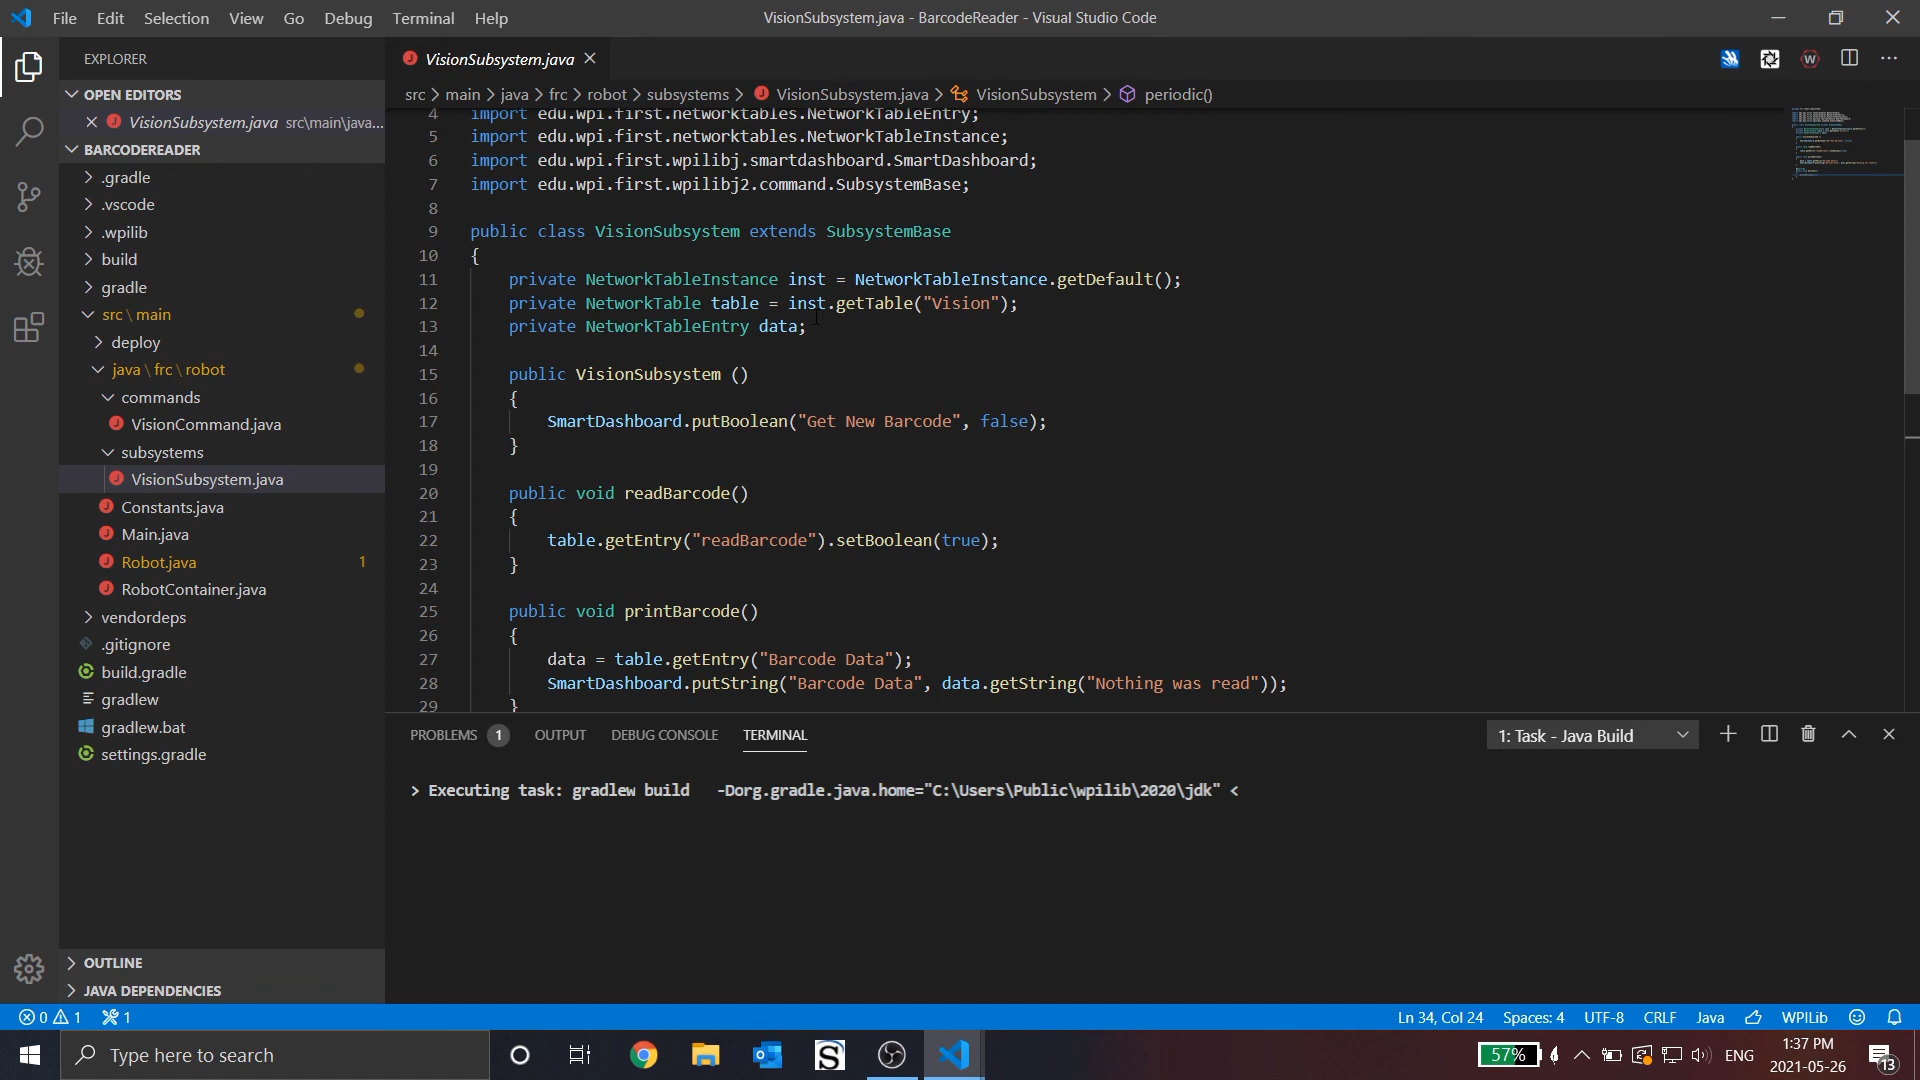 File Edit Selection View Go Debug Terminal Help
VisionSubsystem.java - BarcodeReader - Visual Studio Code
EXPLORER
OPEN EDITORS
VisionSubsystem.java src\main\java...
BARCODEREADER
.gradle
.vscode
.wpilib
build
gradle
src \ main
deploy
java \ frc \ robot
commands
VisionCommand.java
subsystems
VisionSubsystem.java
Constants.java
Main.java
Robot.java 1
RobotContainer.java
vendordeps
.gitignore
build.gradle
gradlew
gradlew.bat
settings.gradle
OUTLINE
JAVA DEPENDENCIES
VisionSubsystem.java
src > main > java > frc > robot > subsystems > VisionSubsystem.java > VisionSubsystem > periodic()
4 import edu.wpi.first.networktables.NetworkTableEntry;
5 import edu.wpi.first.networktables.NetworkTableInstance;
6 import edu.wpi.first.wpilibj.smartdashboard.SmartDashboard;
7 import edu.wpi.first.wpilibj2.command.SubsystemBase;
8
9 public class VisionSubsystem extends SubsystemBase
10 {
11 private NetworkTableInstance inst = NetworkTableInstance.getDefault();
12 private NetworkTable table = inst.getTable("Vision");
13 private NetworkTableEntry data;
14
15 public VisionSubsystem ()
16 {
17 SmartDashboard.putBoolean("Get New Barcode", false);
18 }
19
20 public void readBarcode()
21 {
22 table.getEntry("readBarcode").setBoolean(true);
23 }
24
25 public void printBarcode()
26 {
27 data = table.getEntry("Barcode Data");
28 SmartDashboard.putString("Barcode Data", data.getString("Nothing was read"));
29 }
PROBLEMS 1 OUTPUT DEBUG CONSOLE TERMINAL
1: Task - Java Build
> Executing task: gradlew build -Dorg.gradle.java.home="C:\Users\Public\wpilib\2020\jdk" <
0 1 1
Ln 34, Col 24 Spaces: 4 UTF-8 CRLF Java WPILib
Type here to search
57%
ENG
1:37 PM
2021-05-26
13